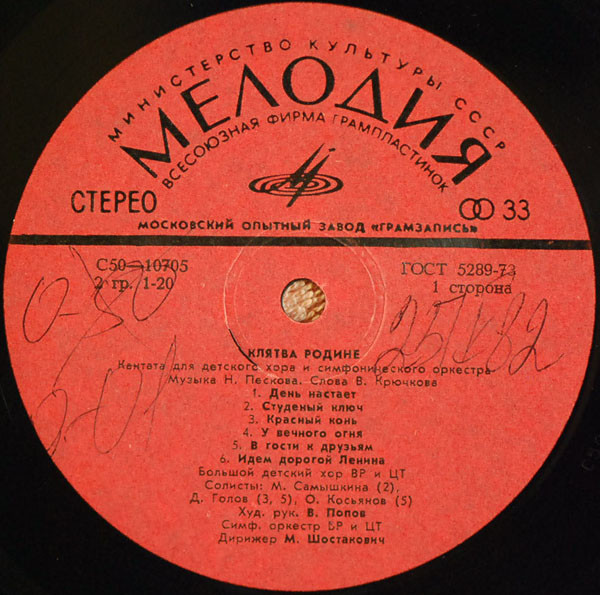 МИНИСТЕРСТВО КУЛЬТУРЫ СССР
МЕЛОДИЯ
ВСЕСОЮЗНАЯ ФИРМА ГРАМПЛАСТИНОК
СТЕРЕО
33
МОСКОВСКИЙ ОПЫТНЫЙ ЗАВОД «ГРАМЗАПИСЬ»
С50—10705
ГОСТ 5289-73
2 гр. 1-20
1 сторона
КЛЯТВА РОДИНЕ
Кантата для детского хора и симфонического оркестра
Музыка Н. Пескова. Слова В. Крючкова
1. День настает
2. Студеный ключ
3. Красный конь
4. У вечного огня
5. В гости к друзьям
6. Идем дорогой Ленина
Большой детский хор ВР и ЦТ
Солисты: М. Самышкина (2),
Д. Голов (3, 5), О. Косьянов (5)
Худ. рук. В. Попов
Симф. оркестр ВР и ЦТ
Дирижер М. Шостакович